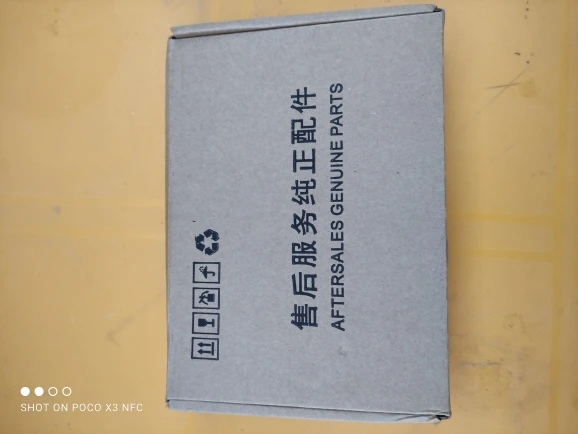 售后服务纯正配件
AFTERSALES GENUINE PARTS
SHOT ON POCO X3 NFC